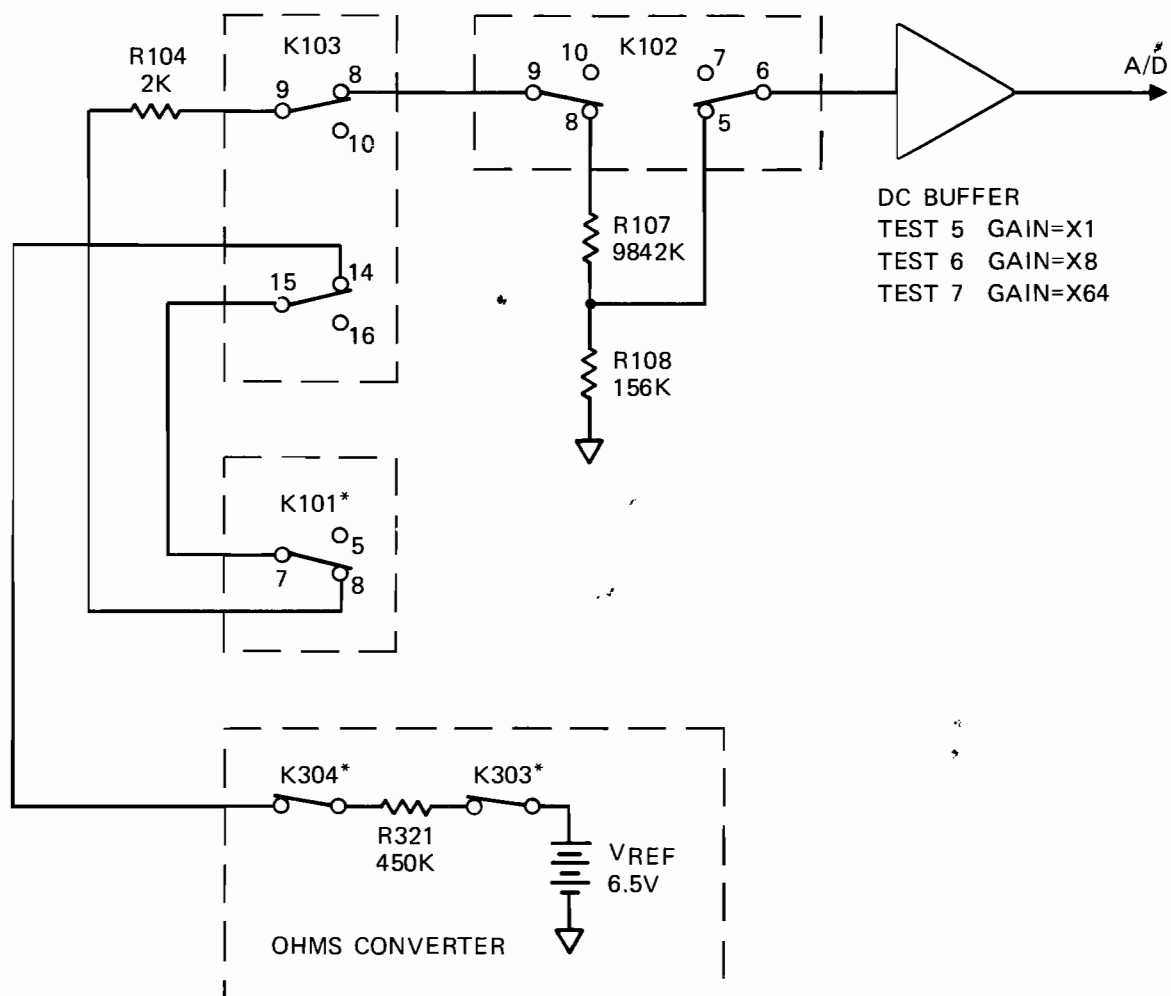 R104
2K
K103
9
8
10
15
14
16
K102
10
9
8
7
6
5
A/D
R107
9842K
R108
156K
DC BUFFER
TEST 5 GAIN=X1
TEST 6 GAIN=X8
TEST 7 GAIN=X64
K101*
5
7
8
K304*
K303*
R321
450K
VREF
6.5V
OHMS CONVERTER